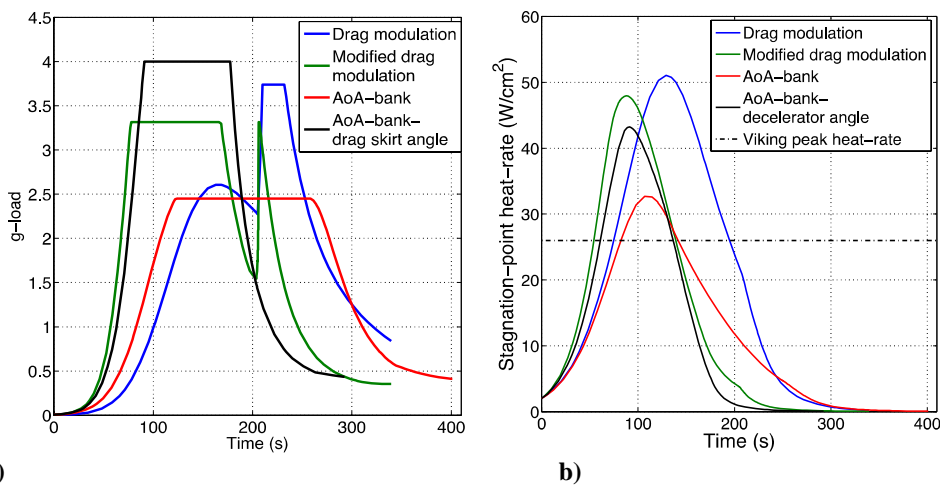 4.5
4
3.5
3
2.5
2
1.5
1
0.5
0
g-load
0
100
200
300
400
Time (s)
Drag modulation
Modified drag
modulation
AoA-bank
AoA-bank-
drag skirt angle
)
60
50
40
30
20
10
0
Stagnation-point heat-rate (W/cm²)
0
100
200
300
400
Time (s)
Drag modulation
Modified drag modulation
AoA-bank
AoA-bank-
decelerator angle
Viking peak heat-rate
b)